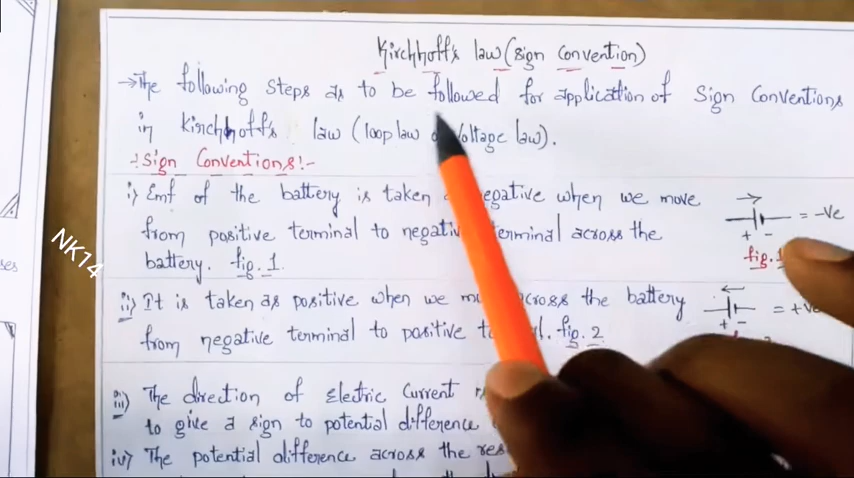 Kirchhoff's law (sign convention)
→ The following steps as to be followed for application of Sign Conventions
in Kirchhoff's law (loop law Voltage law).
Sign Conventions:-
i) Emf of the battery is taken negative when we move
from positive terminal to negative terminal across the
battery. fig. 1
= -Ve
+ -
fig. 1
ii) It is taken as positive when we across the battery
from negative terminal to positive fig. 2
= +ve
+ -
iii) The direction of Electric Current
to give a sign to potential difference
iv) The potential difference across the
NK14